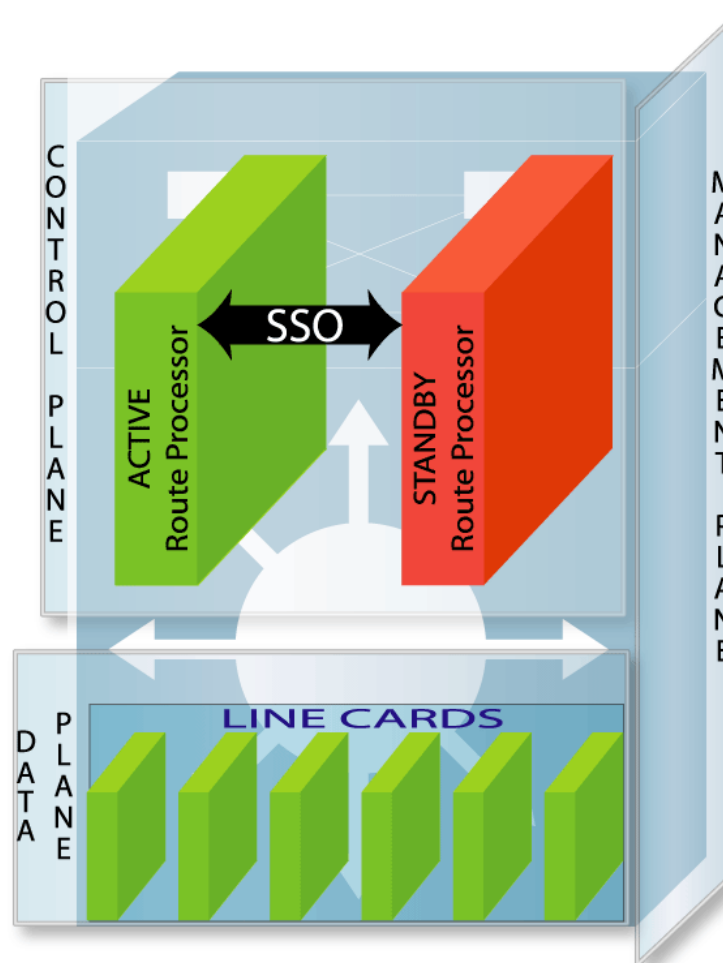 CONTROL PLANE
ACTIVE
Route Processor
SSO
STANDBY
Route Processor
MANAGEMENT PLANE
LINE CARDS
DATA
PLANE